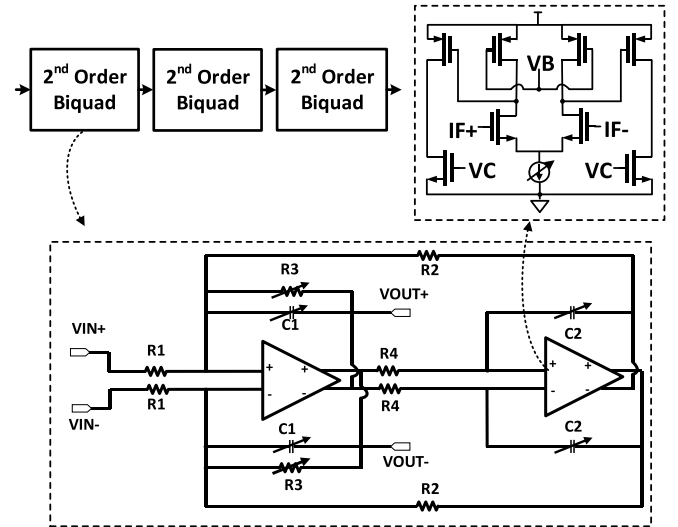 2nd Order
Biquad
2nd Order
Biquad
2nd Order
Biquad
VB
IF+
IF-
VC
VC
R2
R3
VOUT+
C1
C2
VIN+
R1
R4
+
+
+
+
-
-
-
-
R1
R4
VIN-
C1
C2
VOUT-
R3
R2